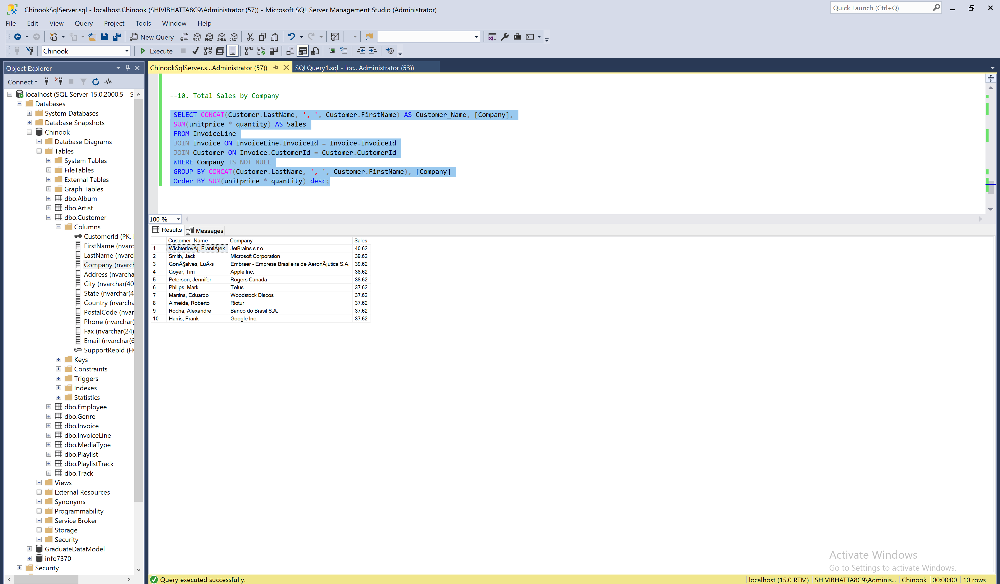 ChinookSqlServer.sql - localhost.Chinook (SHIVIBHATTA8C9\Administrator (57)) - Microsoft SQL Server Management Studio (Administrator)
Quick Launch (Ctrl+Q)
File Edit View Query Project Tools Window Help
New Query MDX DMX XMLA DAX
Chinook Execute
Object Explorer
ChinookSqlServer.s...Administrator (57)) SQLQuery1.sql - loc...Administrator (53))
Connect
localhost (SQL Server 15.0.2000.5 - S
Databases
System Databases
Database Snapshots
Chinook
Database Diagrams
Tables
System Tables
FileTables
External Tables
Graph Tables
dbo.Album
dbo.Artist
dbo.Customer
Columns
CustomerId (PK, i
FirstName (nvarc
LastName (nvarcl
Company (nvarch
Address (nvarcha
City (nvarchar(40
State (nvarchar(4
Country (nvarcha
PostalCode (nvar
Phone (nvarchar(
Fax (nvarchar(24)
Email (nvarchar(6
SupportRepId (FK
Keys
Constraints
Triggers
Indexes
Statistics
dbo.Employee
dbo.Genre
dbo.Invoice
dbo.InvoiceLine
dbo.MediaType
dbo.Playlist
dbo.PlaylistTrack
dbo.Track
Views
External Resources
Synonyms
Programmability
Service Broker
Storage
Security
GraduateDataModel
info7370
Security
--10. Total Sales by Company
SELECT CONCAT(Customer.LastName, ', ', Customer.FirstName) AS Customer_Name, [Company],
SUM(unitprice * quantity) AS Sales
FROM InvoiceLine
JOIN Invoice ON InvoiceLine.InvoiceId = Invoice.InvoiceId
JOIN Customer ON Invoice.CustomerId = Customer.CustomerId
WHERE Company IS NOT NULL
GROUP BY CONCAT(Customer.LastName, ', ', Customer.FirstName), [Company]
Order BY SUM(unitprice * quantity) desc;
100 %
Results Messages
Customer_Name Company Sales
1 WichterlovÃ¡, FrantiÅ¡ek JetBrains s.r.o. 40.62
2 Smith, Jack Microsoft Corporation 39.62
3 GonÃ§alves, LuÃ-s Embraer - Empresa Brasileira de AeronÃ¡utica S.A. 39.62
4 Goyer, Tim Apple Inc. 38.62
5 Peterson, Jennifer Rogers Canada 38.62
6 Philips, Mark Telus 37.62
7 Martins, Eduardo Woodstock Discos 37.62
8 Almeida, Roberto Riotur 37.62
9 Rocha, Alexandre Banco do Brasil S.A. 37.62
10 Harris, Frank Google Inc. 37.62
Activate Windows
Go to Settings to activate Windows.
Query executed successfully. localhost (15.0 RTM) SHIVIBHATTA8C9\Adminis... Chinook 00:00:00 10 rows